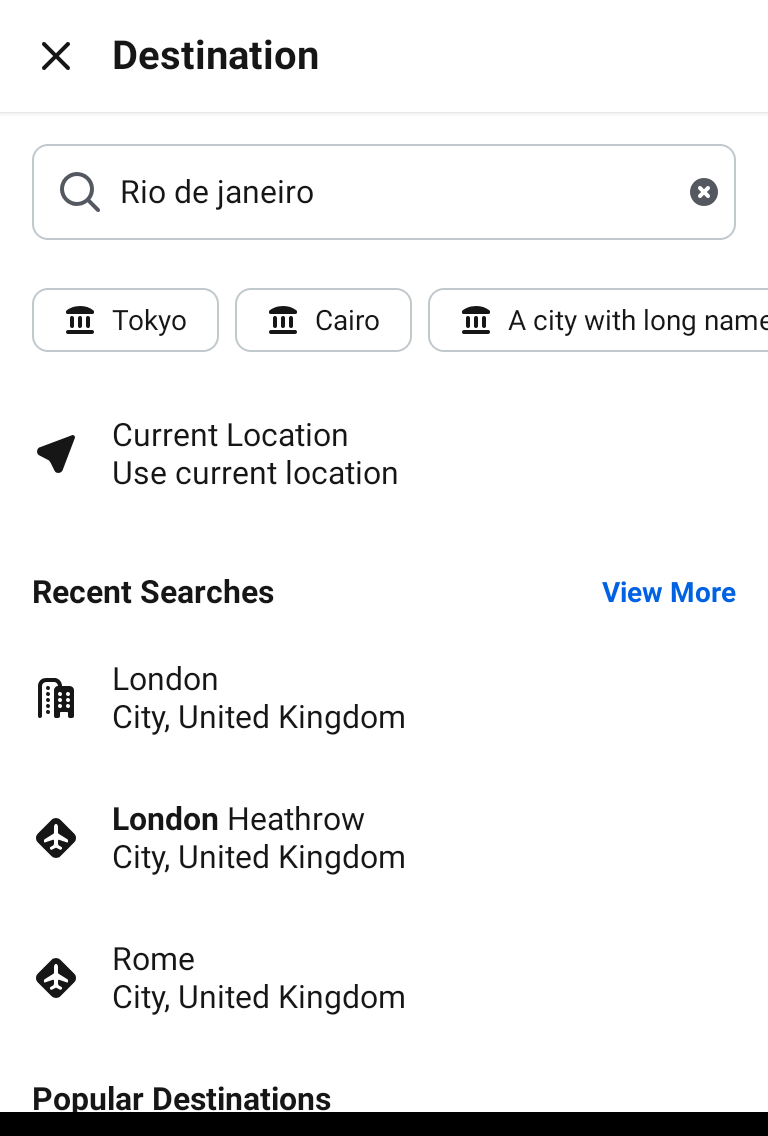 Destination
Rio de janeiro
Tokyo
Cairo
A city with long name
Current Location
Use current location
Recent Searches
View More
London
City, United Kingdom
London Heathrow
City, United Kingdom
Rome
City, United Kingdom
Popular Destinations